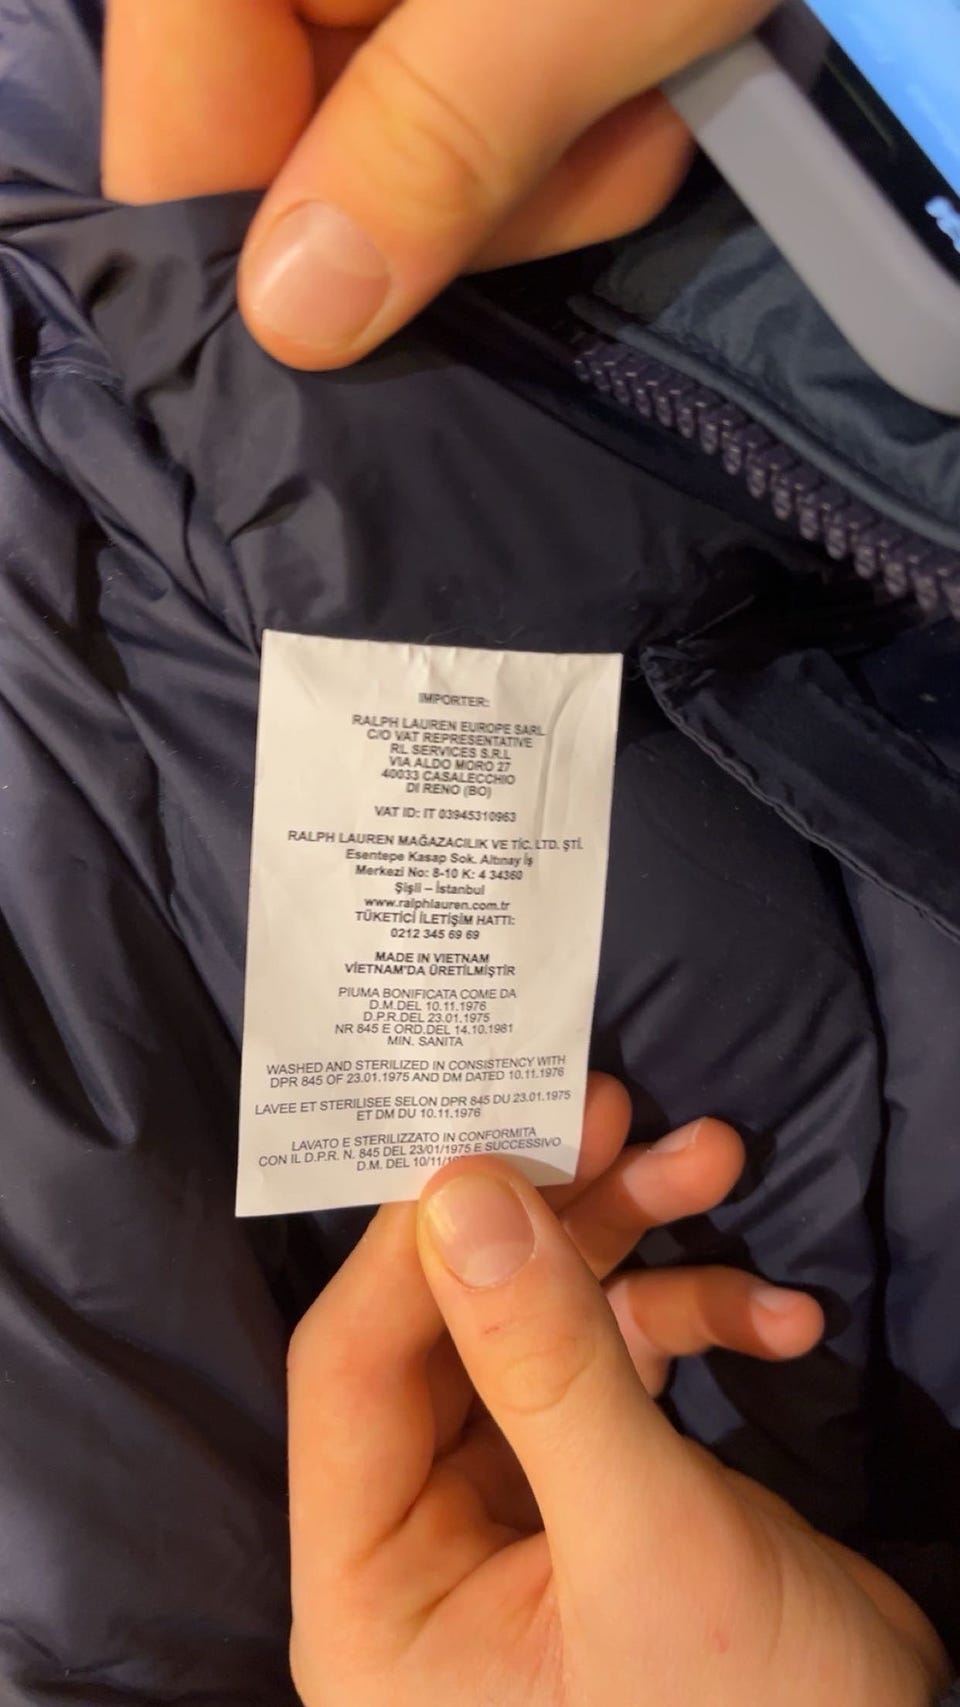 IMPORTER:
RALPH LAUREN EUROPE SARL
C/O VAT REPRESENTATIVE
RL SERVICES S.R.L
VIA ALDO MORO 27
40033 CASALECCHIO
DI RENO (BO)
VAT ID: IT 03945310963
RALPH LAUREN MAĞAZACILIK VE TİC. LTD. ŞTİ.
Esentepe Kasap Sok. Altınay İş
Merkezi No: 8-10 K: 4 34360
Şişli – İstanbul
www.ralphlauren.com.tr
TÜKETİCİ İLETİŞİM HATTI:
0212 345 69 69
MADE IN VIETNAM
VİETNAM'DA ÜRETİLMİŞTİR
PIUMA BONIFICATA COME DA
D.M.DEL 10.11.1976
D.P.R.DEL 23.01.1975
NR 845 E ORD.DEL 14.10.1981
MIN. SANITA
WASHED AND STERILIZED IN CONSISTENCY WITH
DPR 845 OF 23.01.1975 AND DM DATED 10.11.1976
LAVEE ET STERILISEE SELON DPR 845 DU 23.01.1975
ET DM DU 10.11.1976
LAVATO E STERILIZZATO IN CONFORMITA
CON IL D.P.R. N. 845 DEL 23/01/1975 E SUCCESSIVO
D.M. DEL 10/11/